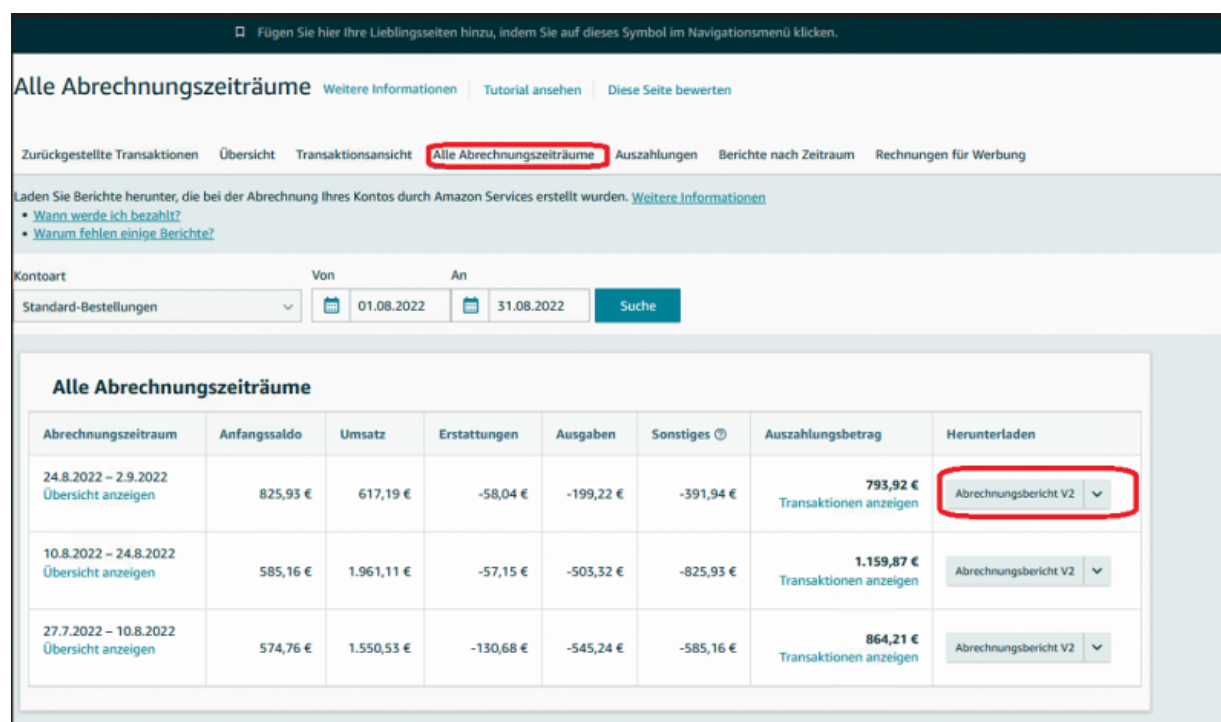 Fügen Sie hier Ihre Lieblingsseiten hinzu, indem Sie auf dieses Symbol im Navigationsmenü klicken.
Alle Abrechnungszeiträume Weitere Informationen Tutorial ansehen Diese Seite bewerten
Zurückgestellte Transaktionen Übersicht Transaktionsansicht Alle Abrechnungszeiträume Auszahlungen Berichte nach Zeitraum Rechnungen für Werbung
Laden Sie Berichte herunter, die bei der Abrechnung Ihres Kontos durch Amazon Services erstellt wurden. Weitere Informationen
• Wann werde ich bezahlt?
• Warum fehlen einige Berichte?
Kontoart Von An
Standard-Bestellungen 01.08.2022 31.08.2022 Suche
Alle Abrechnungszeiträume
Abrechnungszeitraum Anfangssaldo Umsatz Erstattungen Ausgaben Sonstiges Auszahlungsbetrag Herunterladen
24.8.2022 – 2.9.2022
Übersicht anzeigen 825,93 € 617,19 € -58,04 € -199,22 € -391,94 € 793,92 € Abrechnungsbericht V2
Transaktionen anzeigen
10.8.2022 – 24.8.2022
Übersicht anzeigen 585,16 € 1.961,11 € -57,15 € -503,32 € -825,93 € 1.159,87 € Abrechnungsbericht V2
Transaktionen anzeigen
27.7.2022 – 10.8.2022
Übersicht anzeigen 574,76 € 1.550,53 € -130,68 € -545,24 € -585,16 € 864,21 € Abrechnungsbericht V2
Transaktionen anzeigen